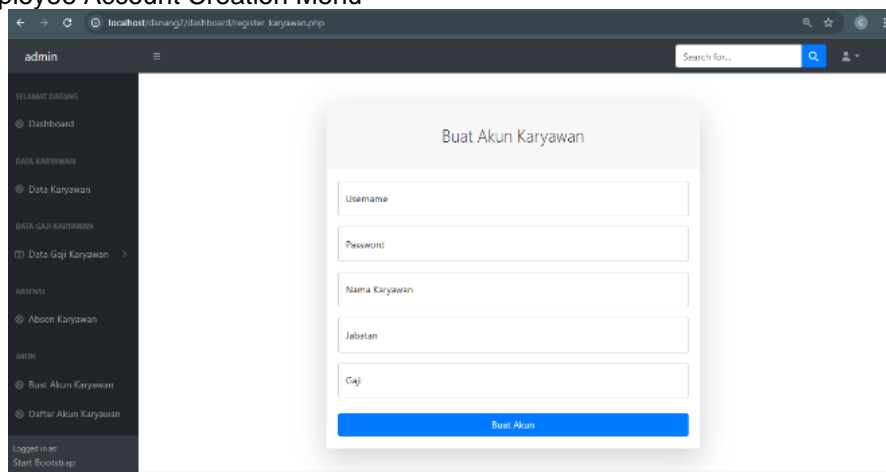 ployee Account Creation Menu
localhost/danang2/dashboard/register_karyawan.php
admin
Search for...
SELAMAT DATANG
Dashboard
DATA KARYAWAN
Data Karyawan
DATA GAJI KARYAWAN
Data Gaji Karyawan
ABSENSI
Absen Karyawan
AKUN
Buat Akun Karyawan
Daftar Akun Karyawan
Logged in as:
Start Bootstrap
Buat Akun Karyawan
Username
Password
Nama Karyawan
Jabatan
Gaji
Buat Akun